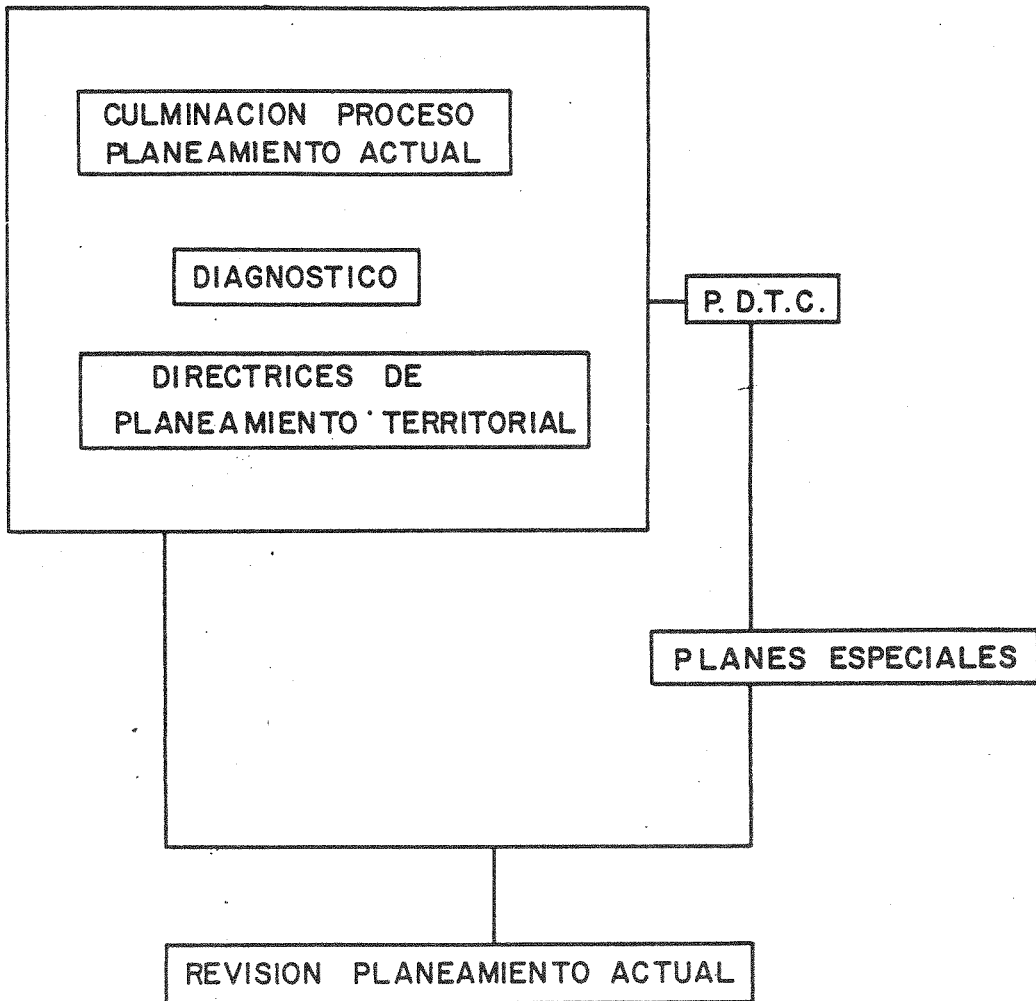 CULMINACION PROCESO
PLANEAMIENTO ACTUAL
DIAGNOSTICO
P. D.T.C.
DIRECTRICES DE
PLANEAMIENTO TERRITORIAL
PLANES ESPECIALES
REVISION PLANEAMIENTO ACTUAL